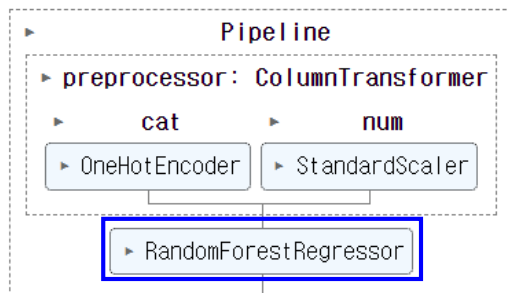 Pipeline
preprocessor: ColumnTransformer
cat num
OneHotEncoder StandardScaler
RandomForestRegressor